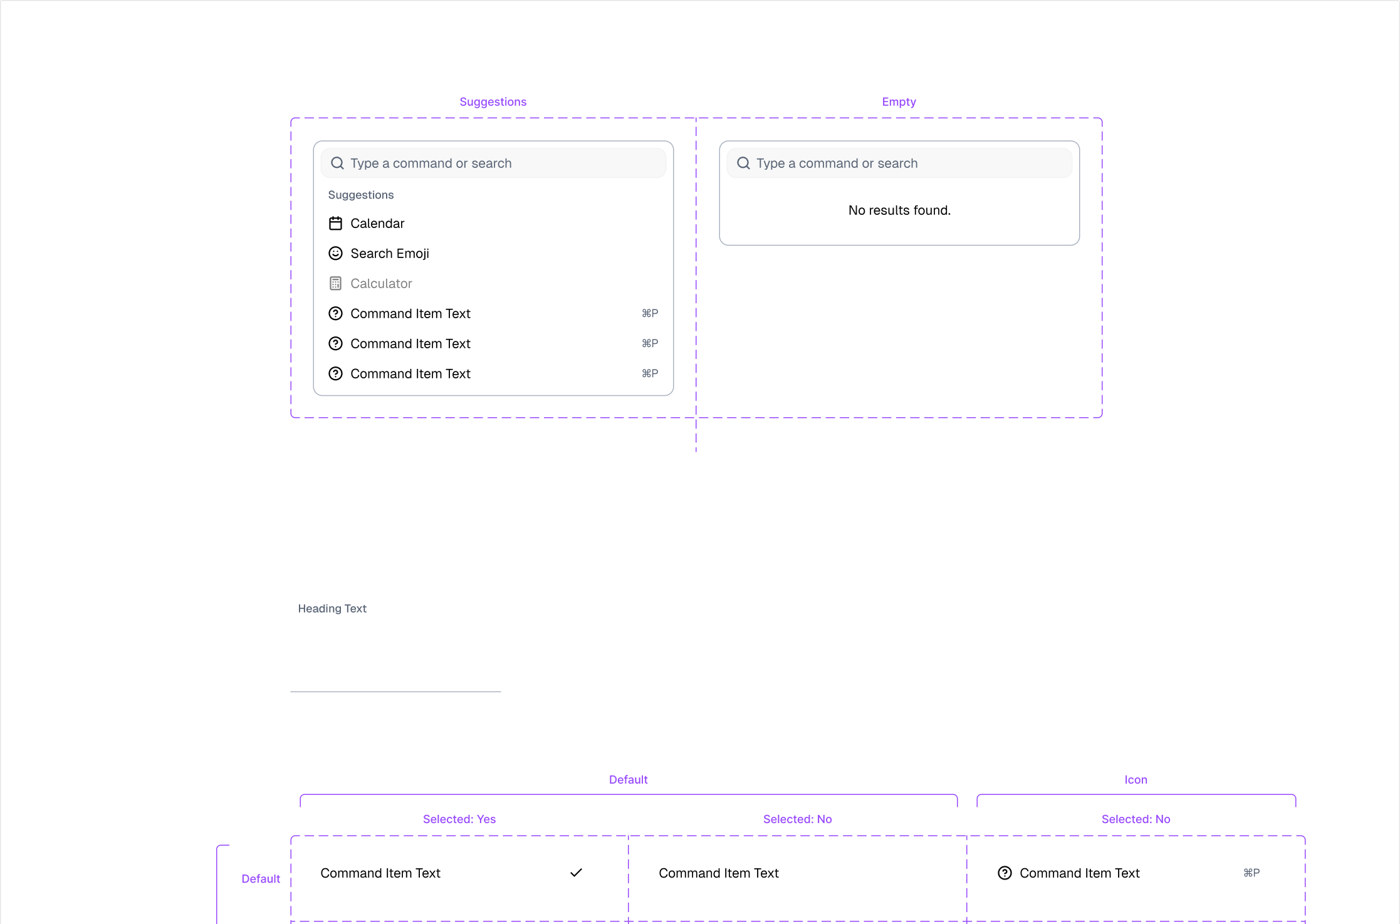 Suggestions
Empty
Type a command or search
Suggestions
Calendar
Search Emoji
Calculator
Command Item Text ⌘P
Command Item Text ⌘P
Command Item Text ⌘P
Type a command or search
No results found.
Heading Text
Default
Icon
Selected: Yes
Selected: No
Selected: No
Default
Command Item Text
Command Item Text
Command Item Text ⌘P